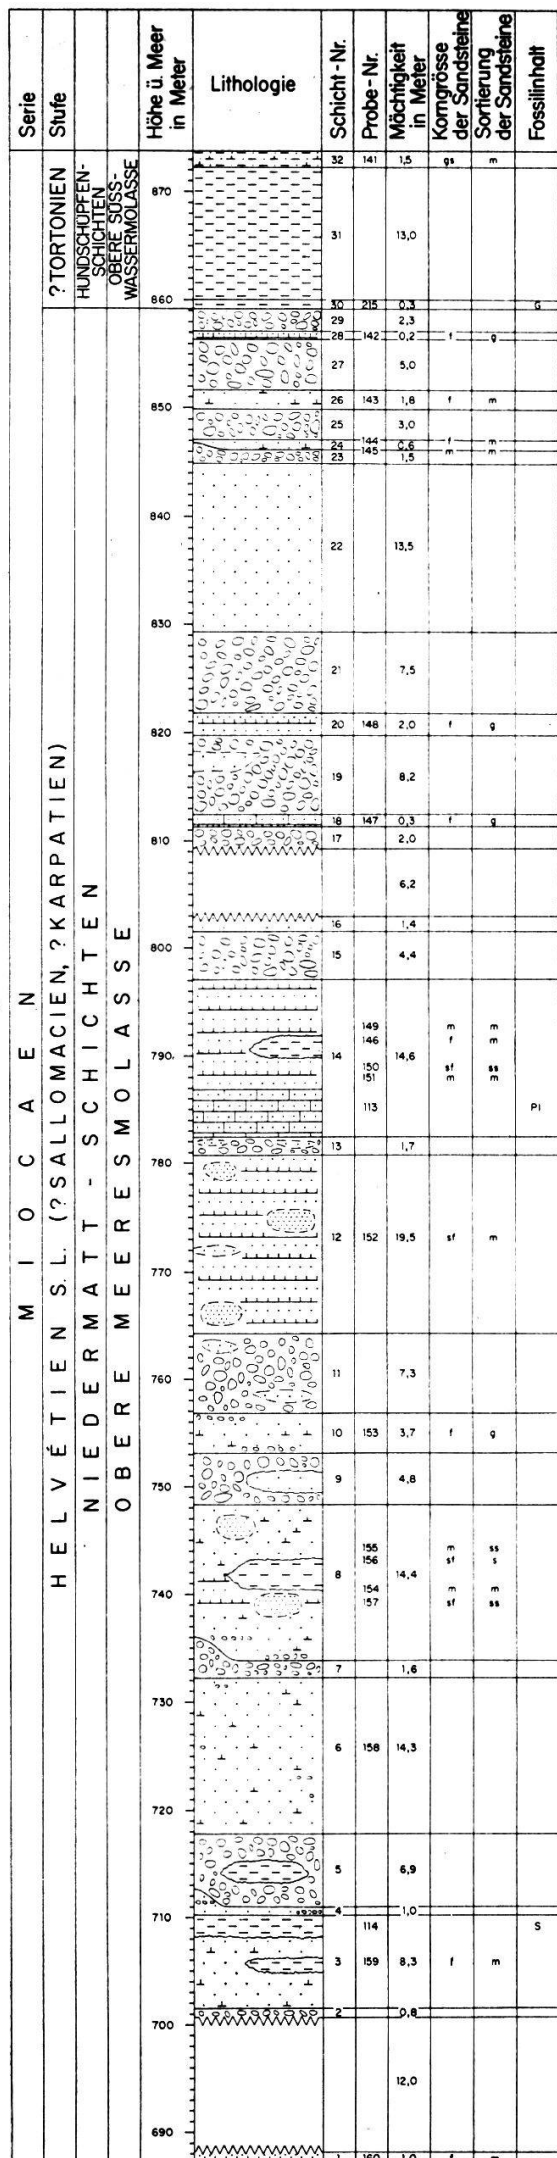 Serie
Stufe
Höhe ü. Meer
in Meter
Lithologie
Schicht-Nr.
Probe-Nr.
Mächtigkeit
in Meter
Korngrösse
der Sandsteine
Sortierung
der Sandsteine
Fossilinhalt
MIOCAEN
?TORTONIEN
HUNDSCHÜPFEN-
SCHICHTEN
OBERE SÜSS-
WASSERMOLASSE
HELVÉTIEN S.L. (?SALLOMACIEN, ?KARPATIEN)
NIEDERMATT-SCHICHTEN
OBERE MEERESMOLASSE
32 141 1,5 gs m
870
31 13,0
860
30 215 0,3 G
29 2,3
28 142 0,2 f g
27 5,0
26 143 1,8 f m
850
25 3,0
144 f m
24 0,6
145 m m
23 1,5
840
22 13,5
830
21 7,5
20 148 2,0 f g
820
19 8,2
18 147 0,3 f g
17 2,0
810
6,2
16 1,4
15 4,4
800
149 m m
146 f m
14 14,6
790
150 sf ss
151 m m
113 Pl
13 1,7
780
12 152 19,5 sf m
770
11 7,3
760
10 153 3,7 f g
9 4,8
750
155 m ss
156 sf s
8 14,4
154 m m
740
157 sf ss
7 1,6
730
6 158 14,3
720
5 6,9
4 1,0
710
114 S
3 159 8,3 f m
2 0,8
700
12,0
690
1 160 1,0 f m